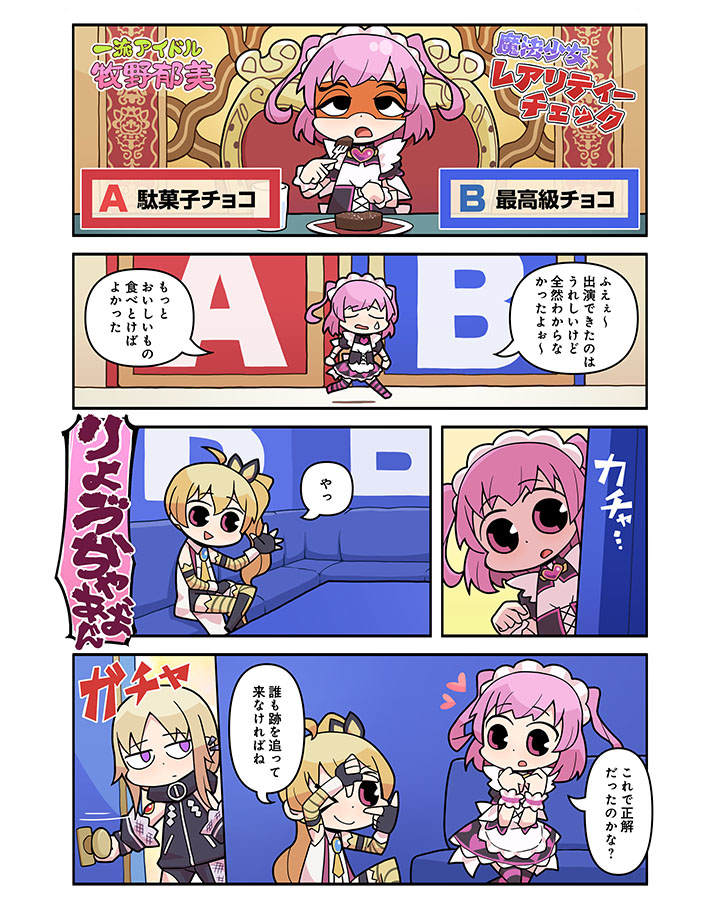 魔法少女
レアリティー
チェック
一流アイドル
牧野郁美
A 駄菓子チョコ
B 最高級チョコ
B
A
ふえぇ〜
出演できたのは
うれしいけど
全然わからな
かったよぉ〜
もっと
おいしいもの
食べとけば
よかった
ガチャ…
B
やっ
りょうちゃぁん
これで正解
だったのかな?
誰も跡を追って
来なければね
ガチャ